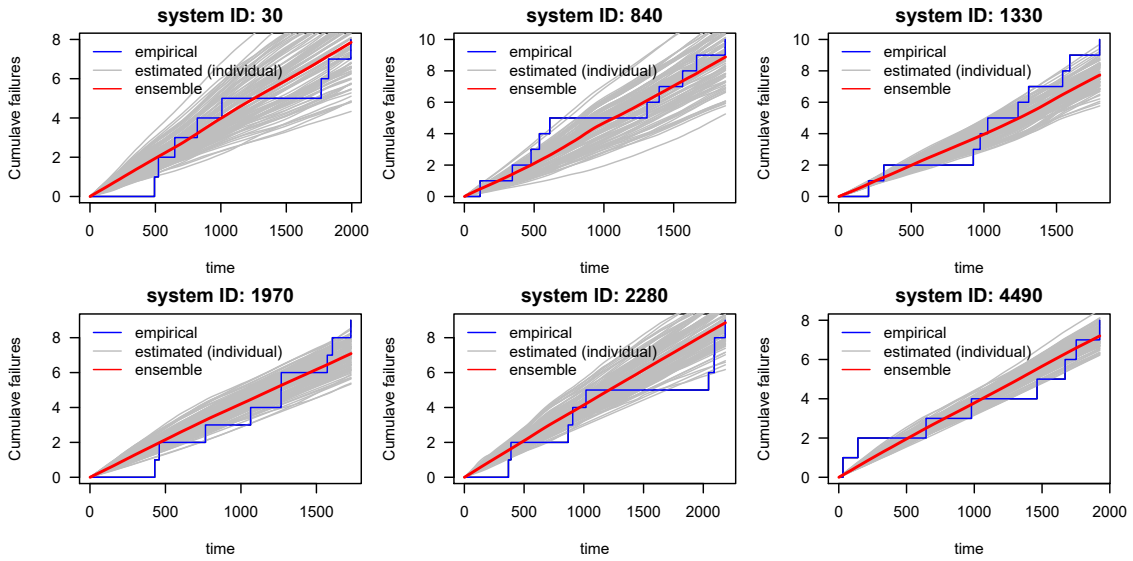 system ID: 30
8
6
4
2
0
Cumulave failures
empirical
estimated (individual)
ensemble
0 500 1000 1500 2000
time
system ID: 840
10
8
6
4
2
0
Cumulave failures
empirical
estimated (individual)
ensemble
0 500 1000 1500
time
system ID: 1330
10
8
6
4
2
0
Cumulave failures
empirical
estimated (individual)
ensemble
0 500 1000 1500
time
system ID: 1970
8
6
4
2
0
Cumulave failures
empirical
estimated (individual)
ensemble
0 500 1000 1500
time
system ID: 2280
8
6
4
2
0
Cumulave failures
empirical
estimated (individual)
ensemble
0 500 1000 1500 2000
time
system ID: 4490
8
6
4
2
0
Cumulave failures
empirical
estimated (individual)
ensemble
0 500 1000 1500 2000
time